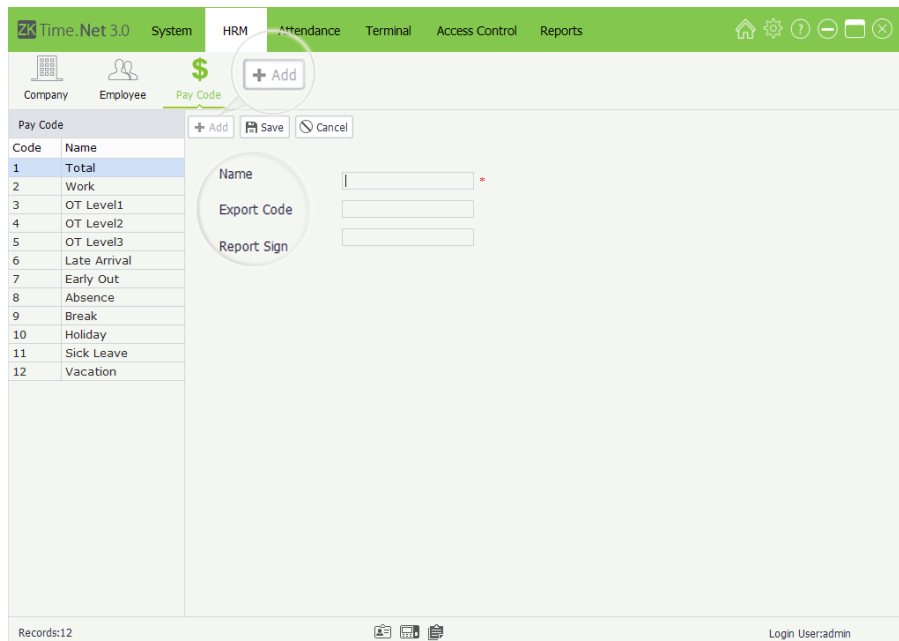 ZK Time.Net 3.0 System HRM Attendance Terminal Access Control Reports
Company Employee Pay Code + Add
Pay Code
+ Add Save Cancel
Code Name
1 Total
2 Work
3 OT Level1
4 OT Level2
5 OT Level3
6 Late Arrival
7 Early Out
8 Absence
9 Break
10 Holiday
11 Sick Leave
12 Vacation
Name *
Export Code
Report Sign
Records:12
Login User:admin